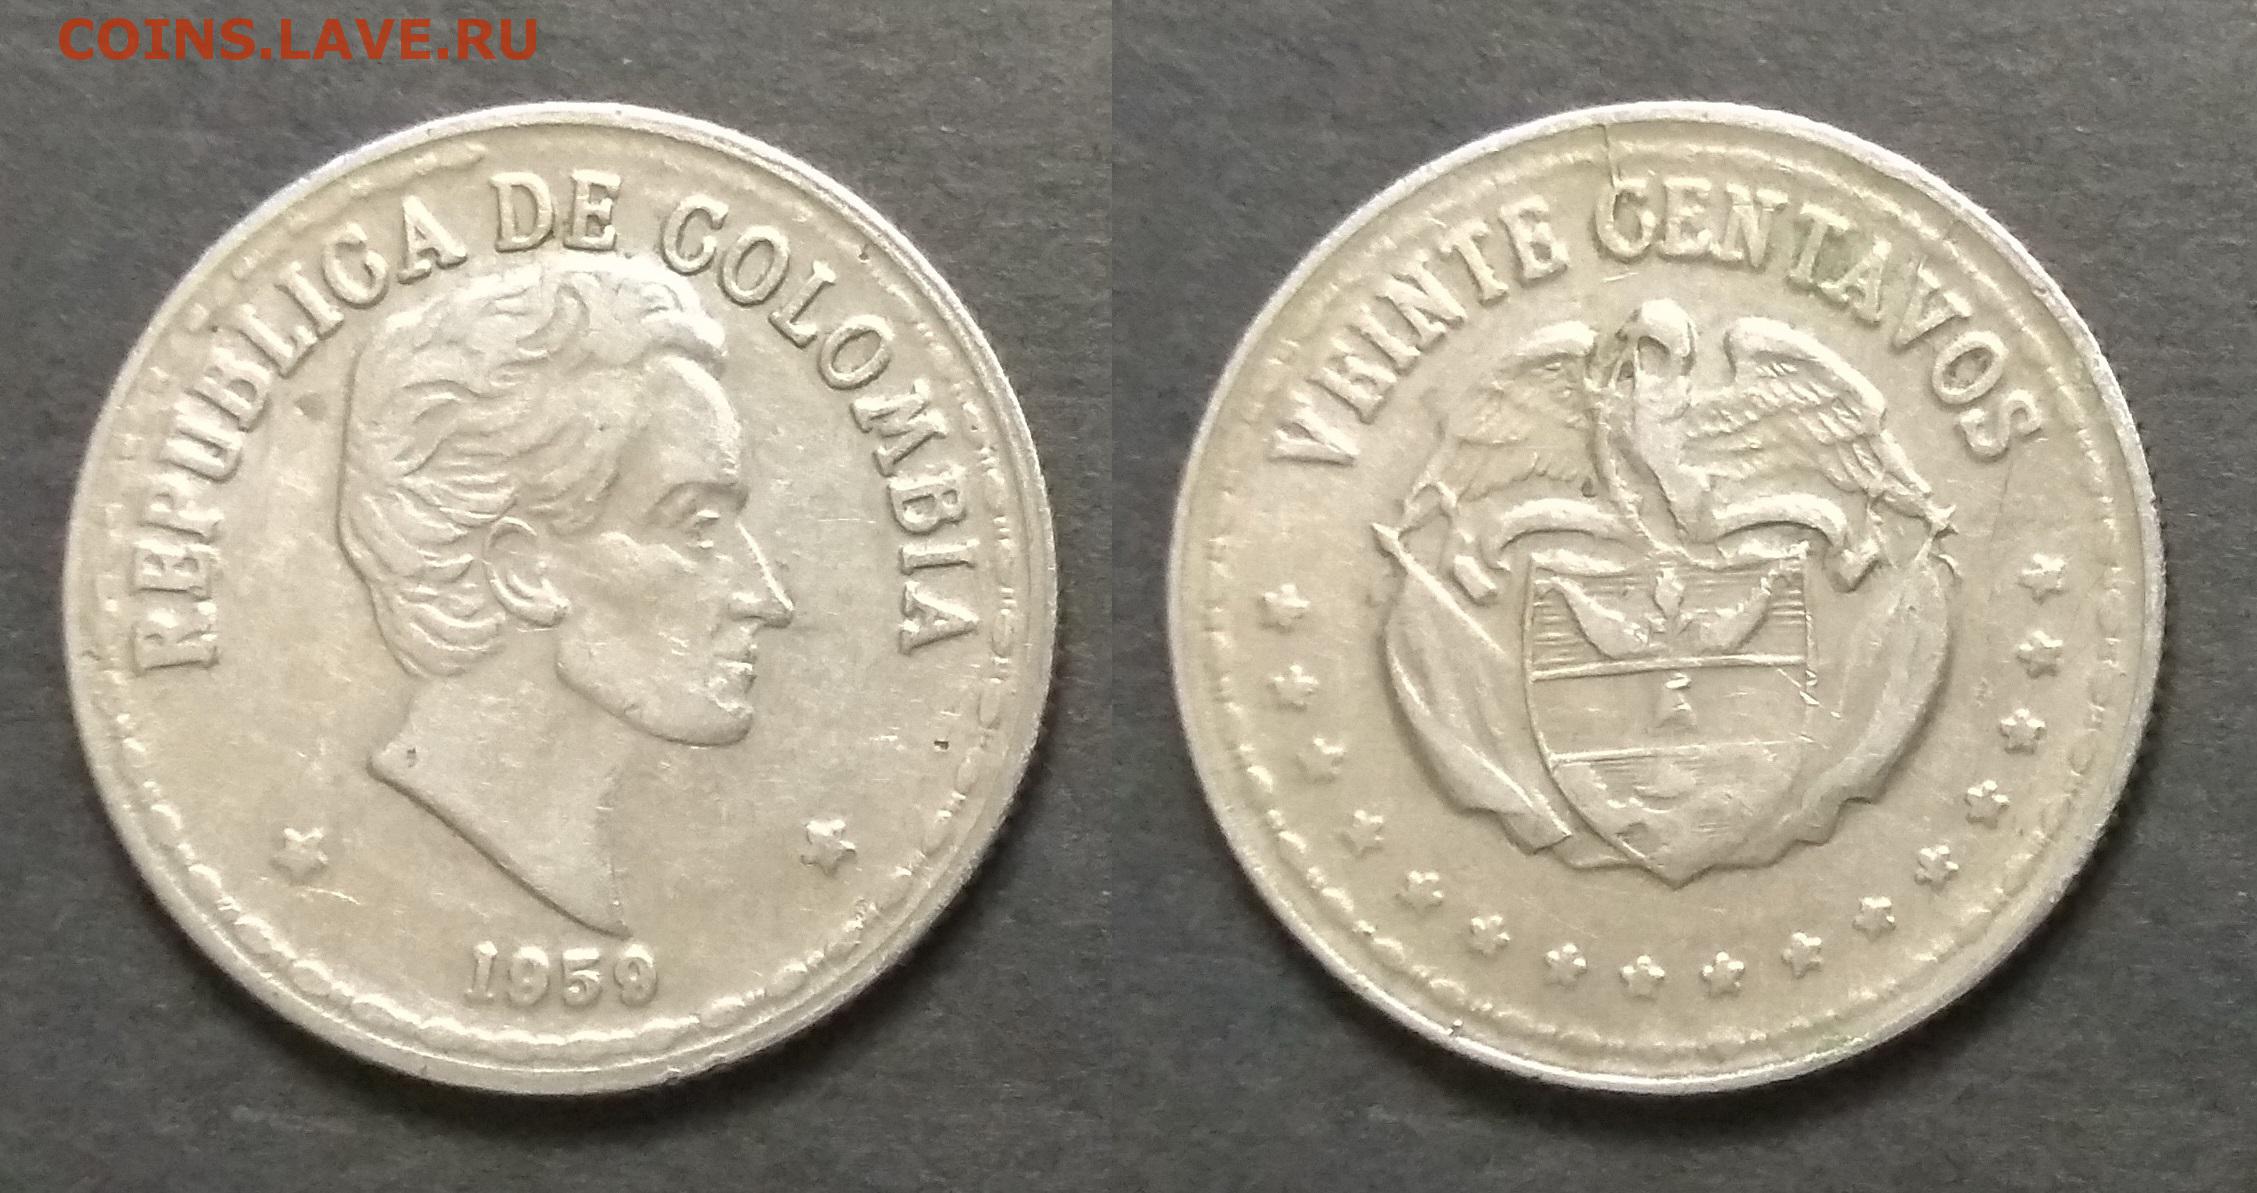 COINS.LAVE.RU
REPUBLICA DE COLOMBIA
1959
VEINTE CENTAVOS